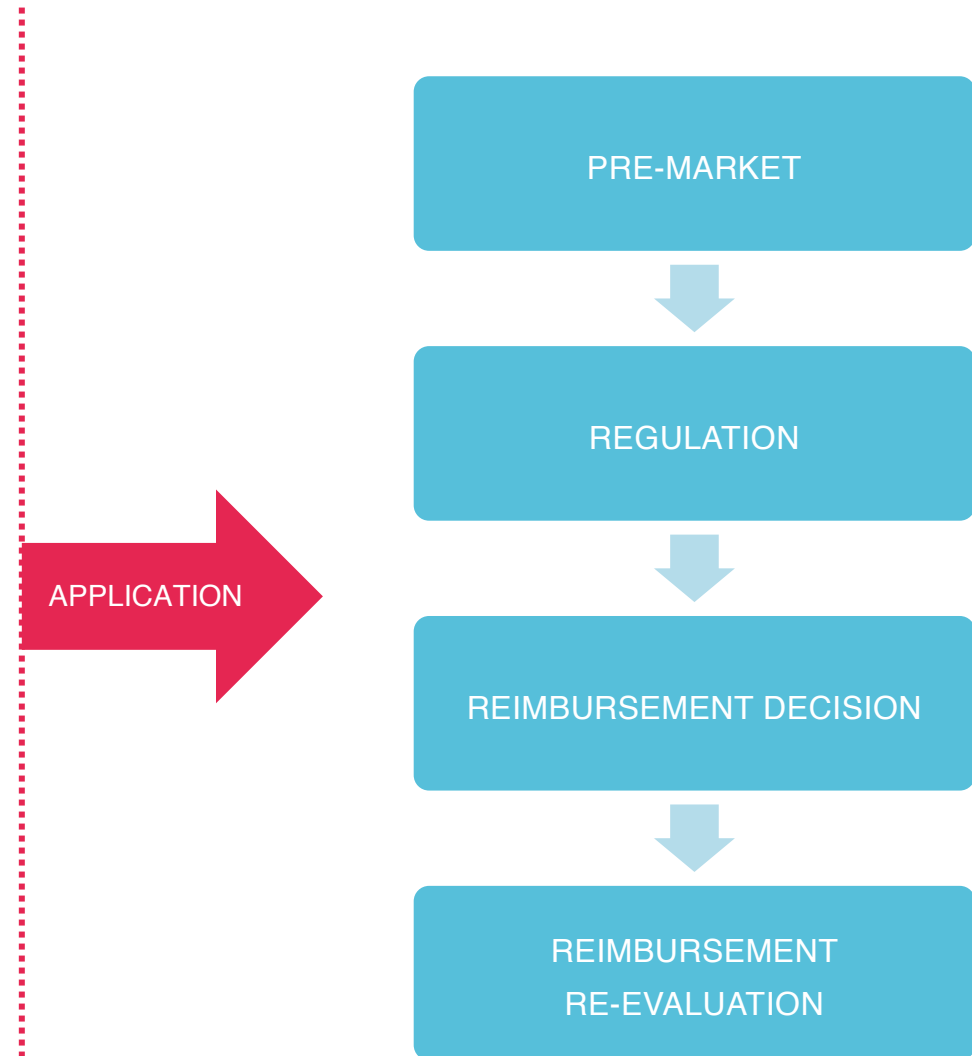 PRE-MARKET
REGULATION
APPLICATION
REIMBURSEMENT DECISION
REIMBURSEMENT
RE-EVALUATION